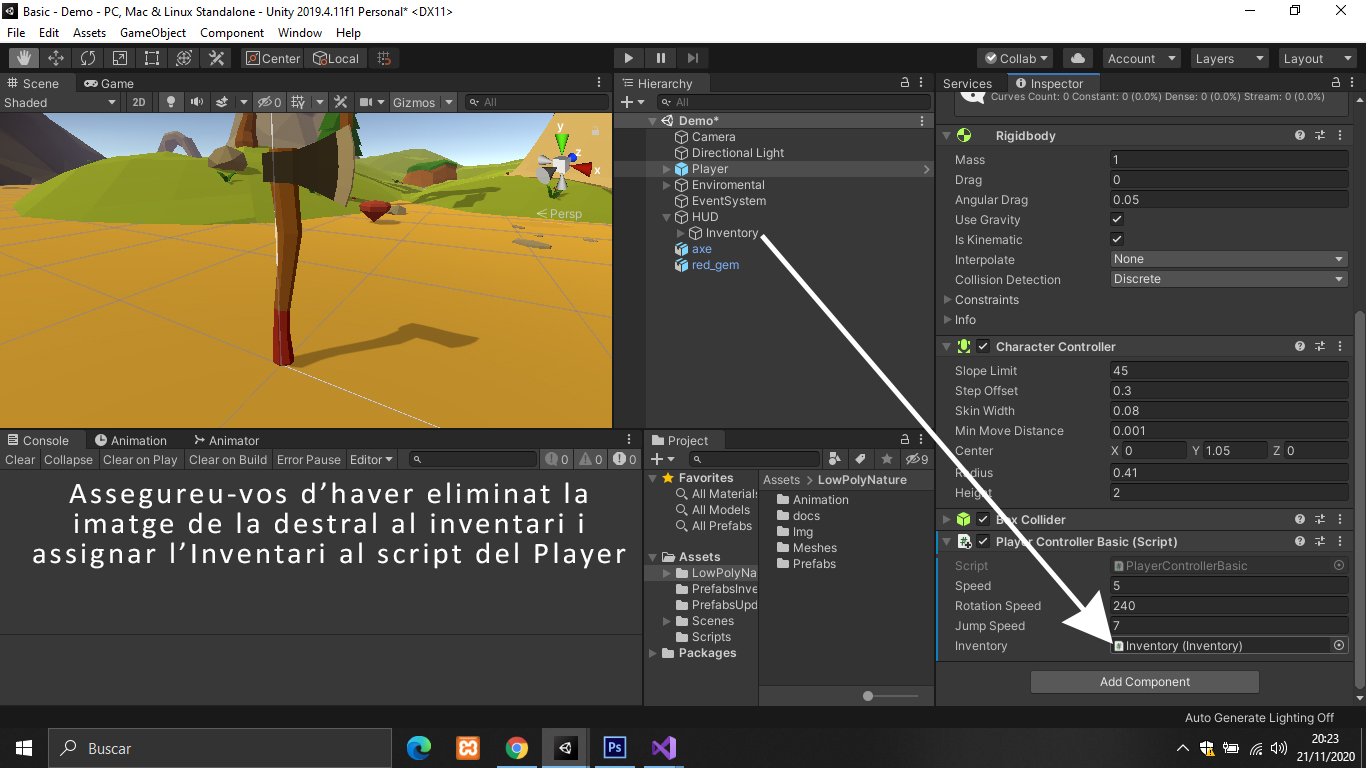 Basic - Demo - PC, Mac & Linux Standalone - Unity 2019.4.11f1 Personal* <DX11>
File Edit Assets GameObject Component Window Help
Center Local Collab Account Layers Layout
Scene Game
Shaded 2D 0 Gizmos All
y
z
x
Persp
Hierarchy
All
Demo*
Camera
Directional Light
Player
Enviromental
EventSystem
HUD
Inventory
axe
red_gem
Services Inspector
Curves Count: 0 Constant: 0 (0.0%) Dense: 0 (0.0%) Stream: 0 (0.0%)
Rigidbody
Mass 1
Drag 0
Angular Drag 0.05
Use Gravity
Is Kinematic
Interpolate None
Collision Detection Discrete
Constraints
Info
Character Controller
Slope Limit 45
Step Offset 0.3
Skin Width 0.08
Min Move Distance 0.001
Center X 0 Y 1.05 Z 0
Radius 0.41
Height 2
Box Collider
Player Controller Basic (Script)
Script PlayerControllerBasic
Speed 5
Rotation Speed 240
Jump Speed 7
Inventory Inventory (Inventory)
Add Component
Console Animation Animator
Clear Collapse Clear on Play Clear on Build Error Pause Editor 0 0 0
Assegureu-vos d’haver eliminat la
imatge de la destral al inventari i
assignar l’Inventari al script del Player
Project
9
Favorites
All Material
All Models
All Prefabs
Assets
LowPolyNa
PrefabsInve
PrefabsUpd
Scenes
Scripts
Packages
Assets > LowPolyNature
Animation
docs
Img
Meshes
Prefabs
Auto Generate Lighting Off
Buscar
Ps
20:23
21/11/2020